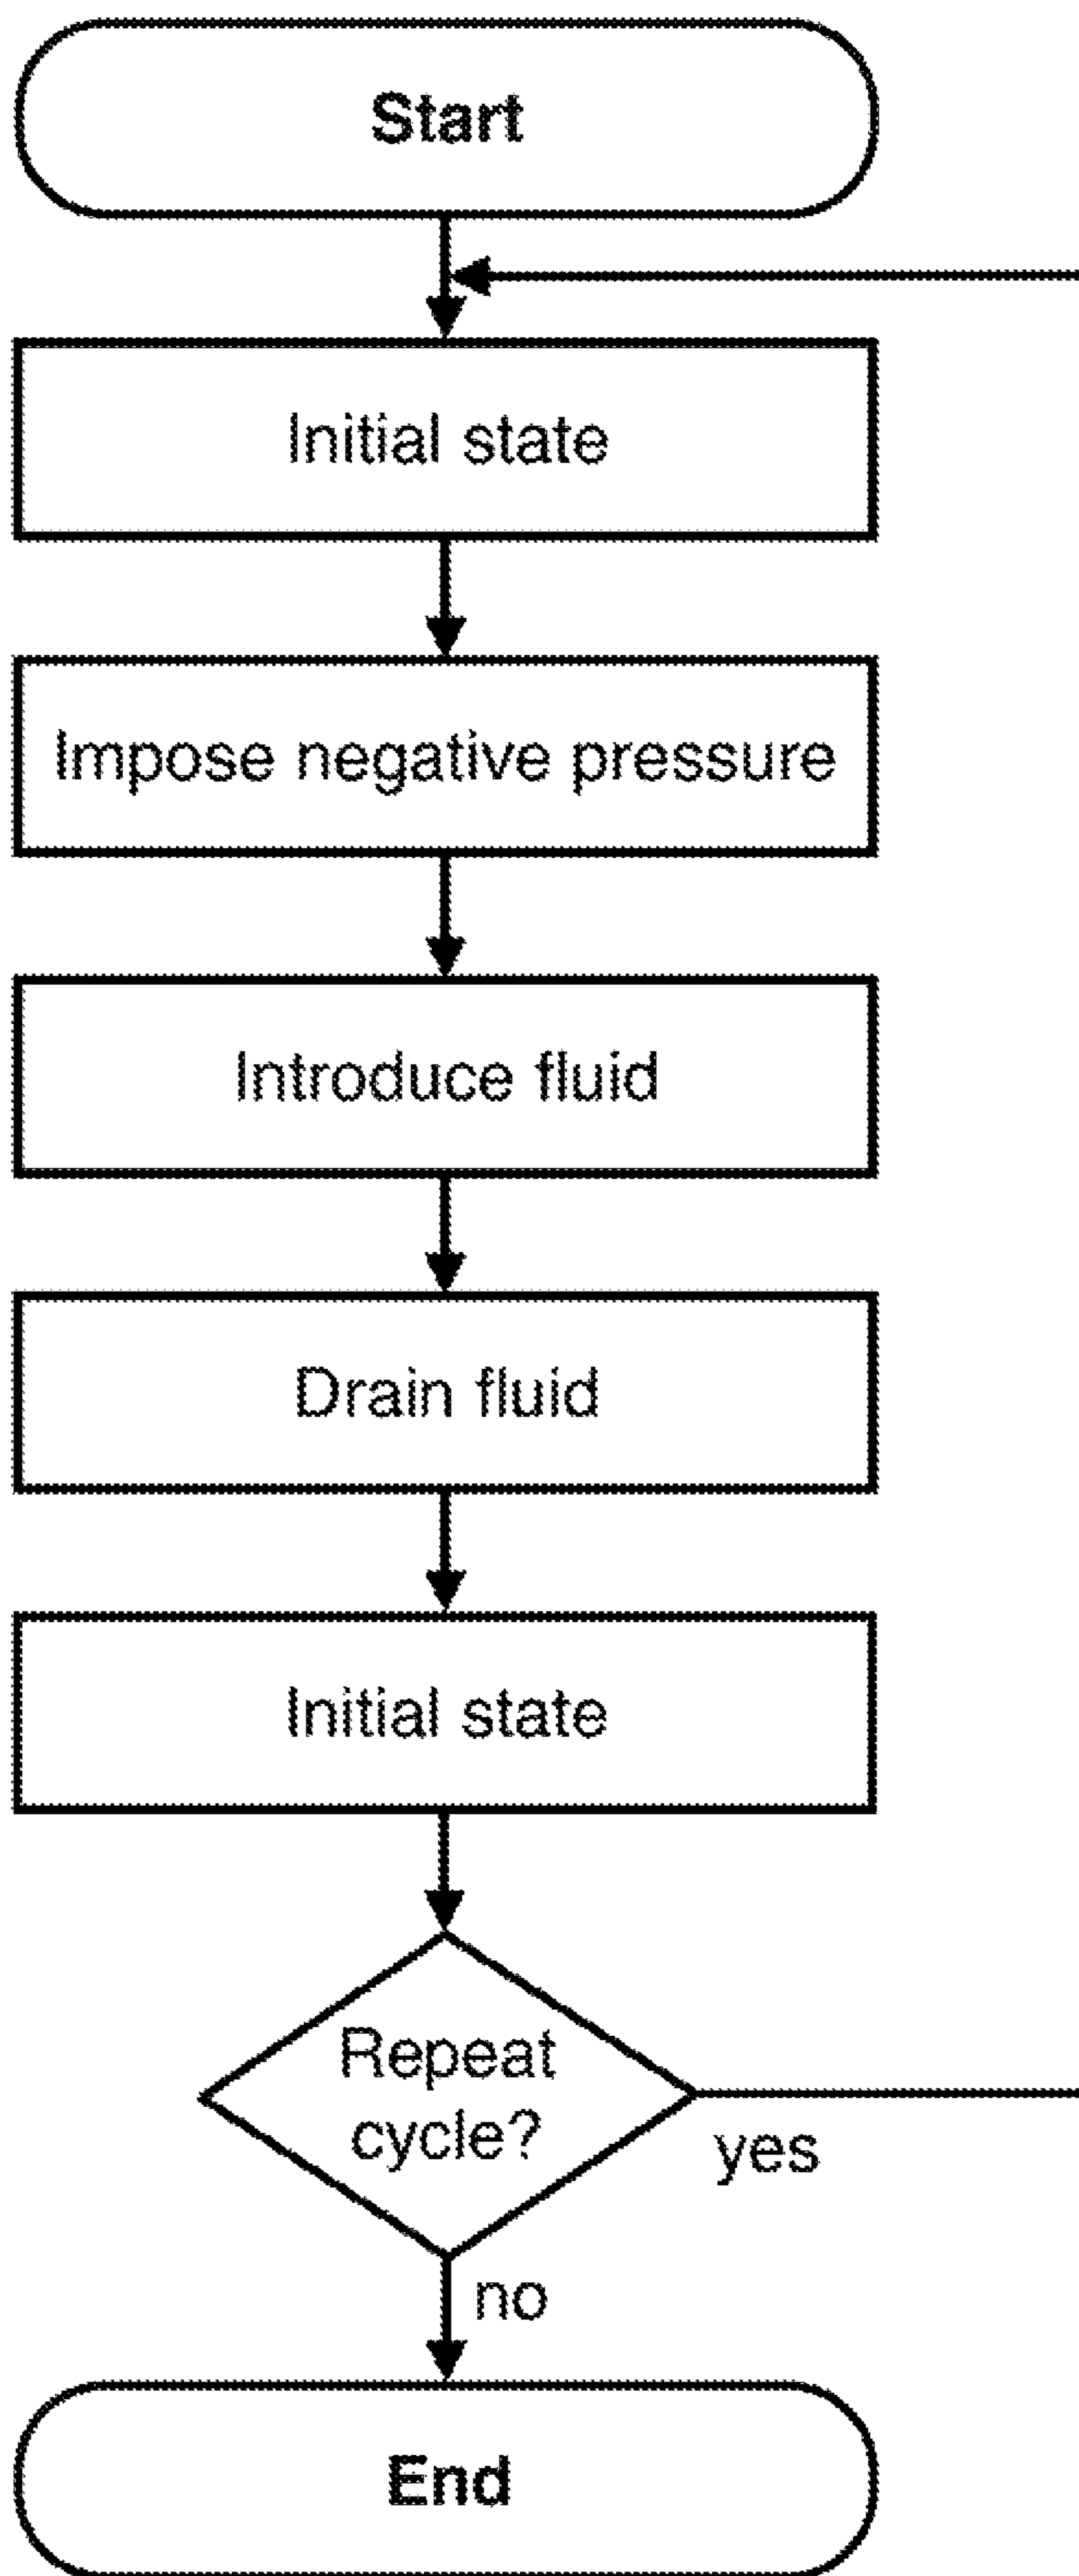 Start
Initial state
Impose negative pressure
Introduce fluid
Drain fluid
Initial state
Repeat
cycle?
yes
no
End